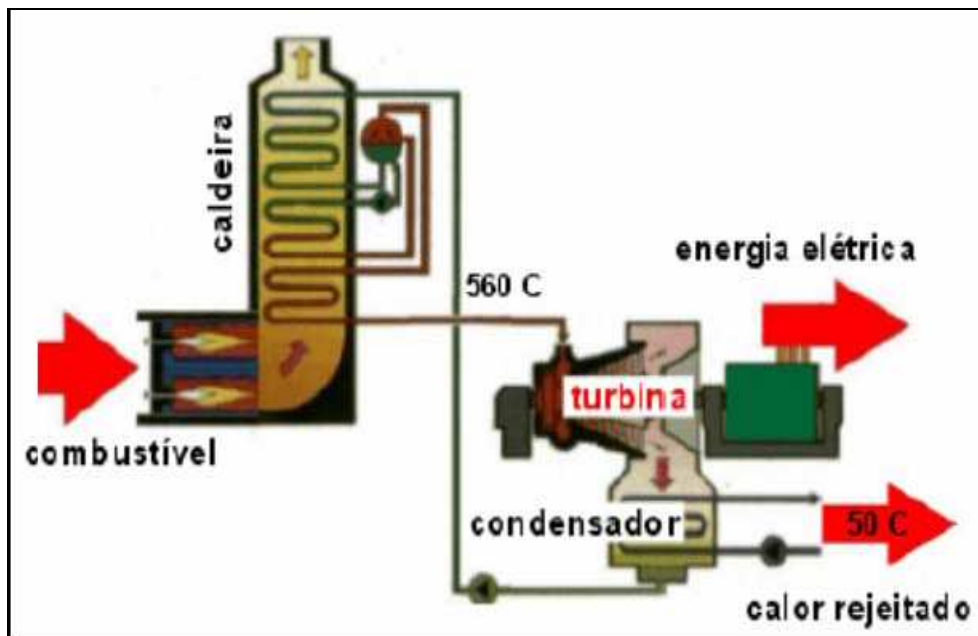 caldeira
energia elétrica
560 C
turbina
combustível
condensador
50 C
calor rejeitado